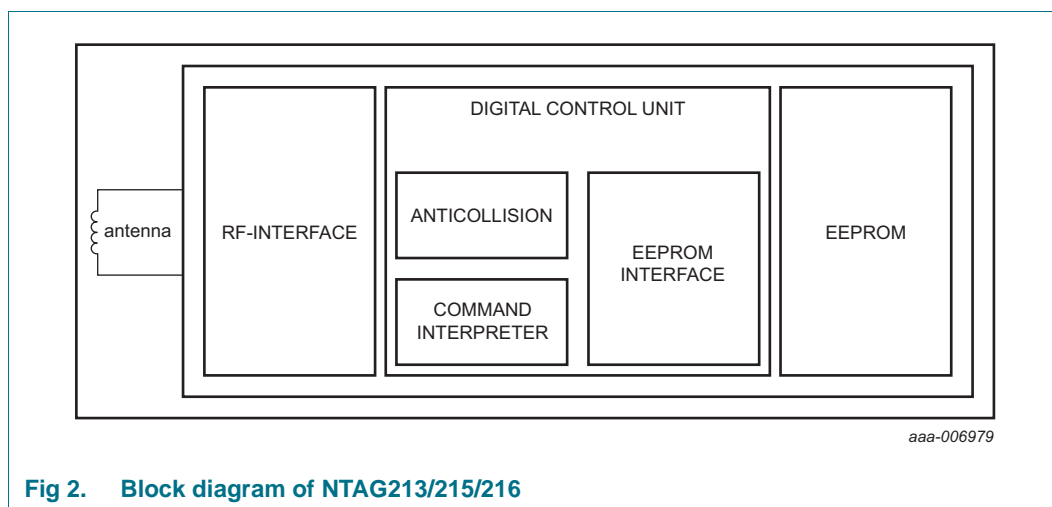 DIGITAL CONTROL UNIT
antenna
RF-INTERFACE
ANTICOLLISION
COMMAND
INTERPRETER
EEPROM
INTERFACE
EEPROM
aaa-006979
Fig 2. Block diagram of NTAG213/215/216